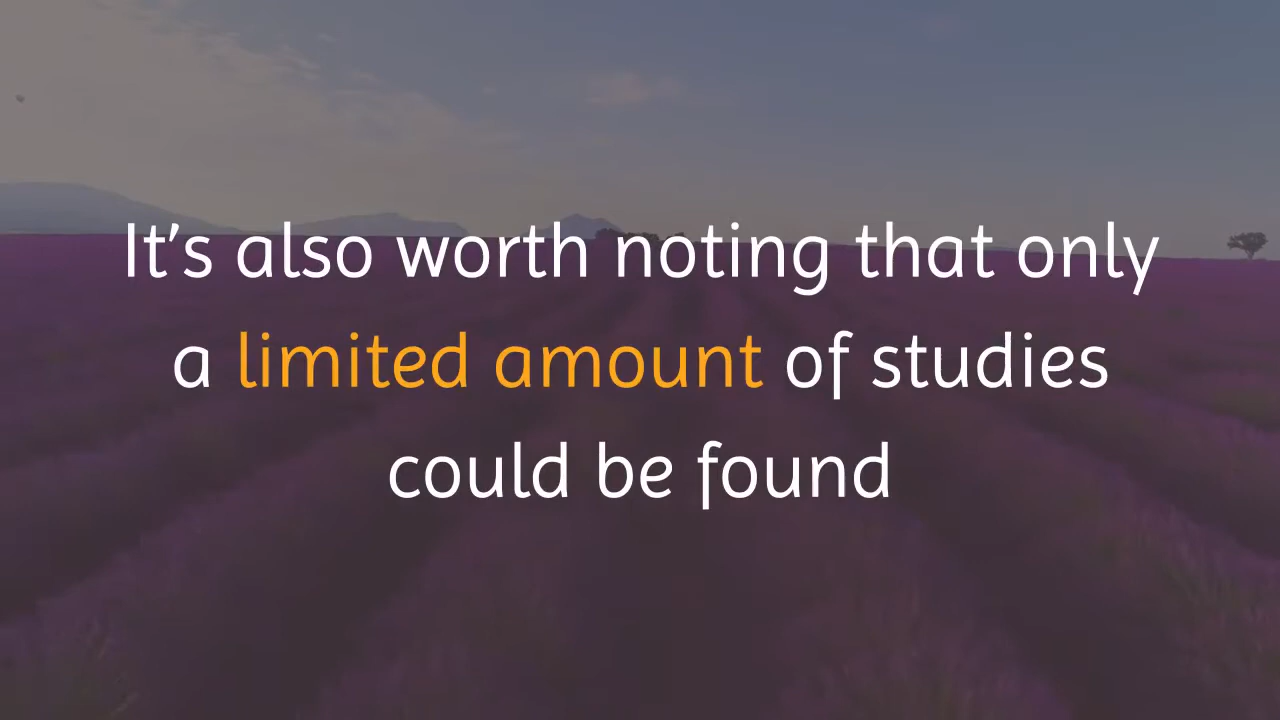 It's also worth noting that only
a limited amount of studies
could be found